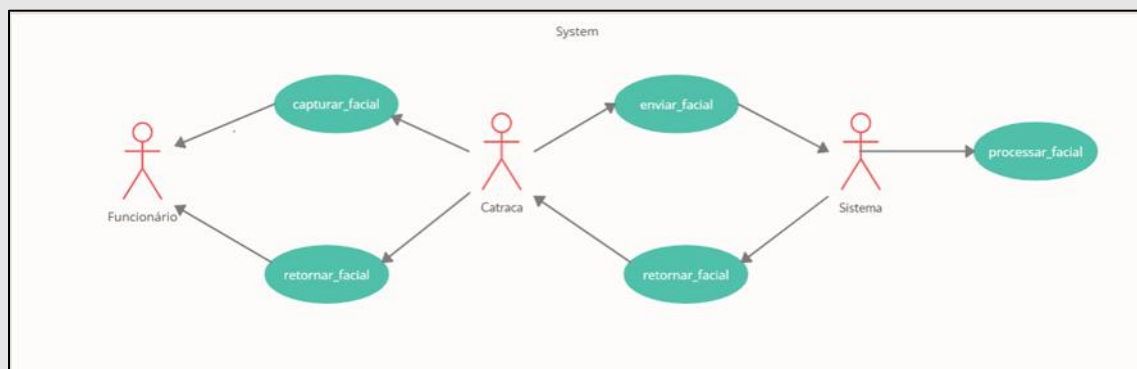 System
capturar_facial
enviar_facial
processar_facial
Funcionário
Catraca
Sistema
retornar_facial
retornar_facial